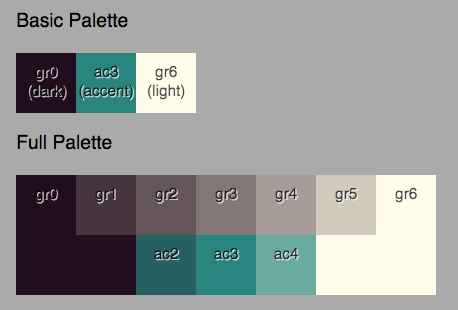 Basic Palette
gr0 ac3 gr6
(dark) (accent) (light)
Full Palette
gr0 gr1 gr2 gr3 gr4 gr5 gr6
ac2 ac3 ac4